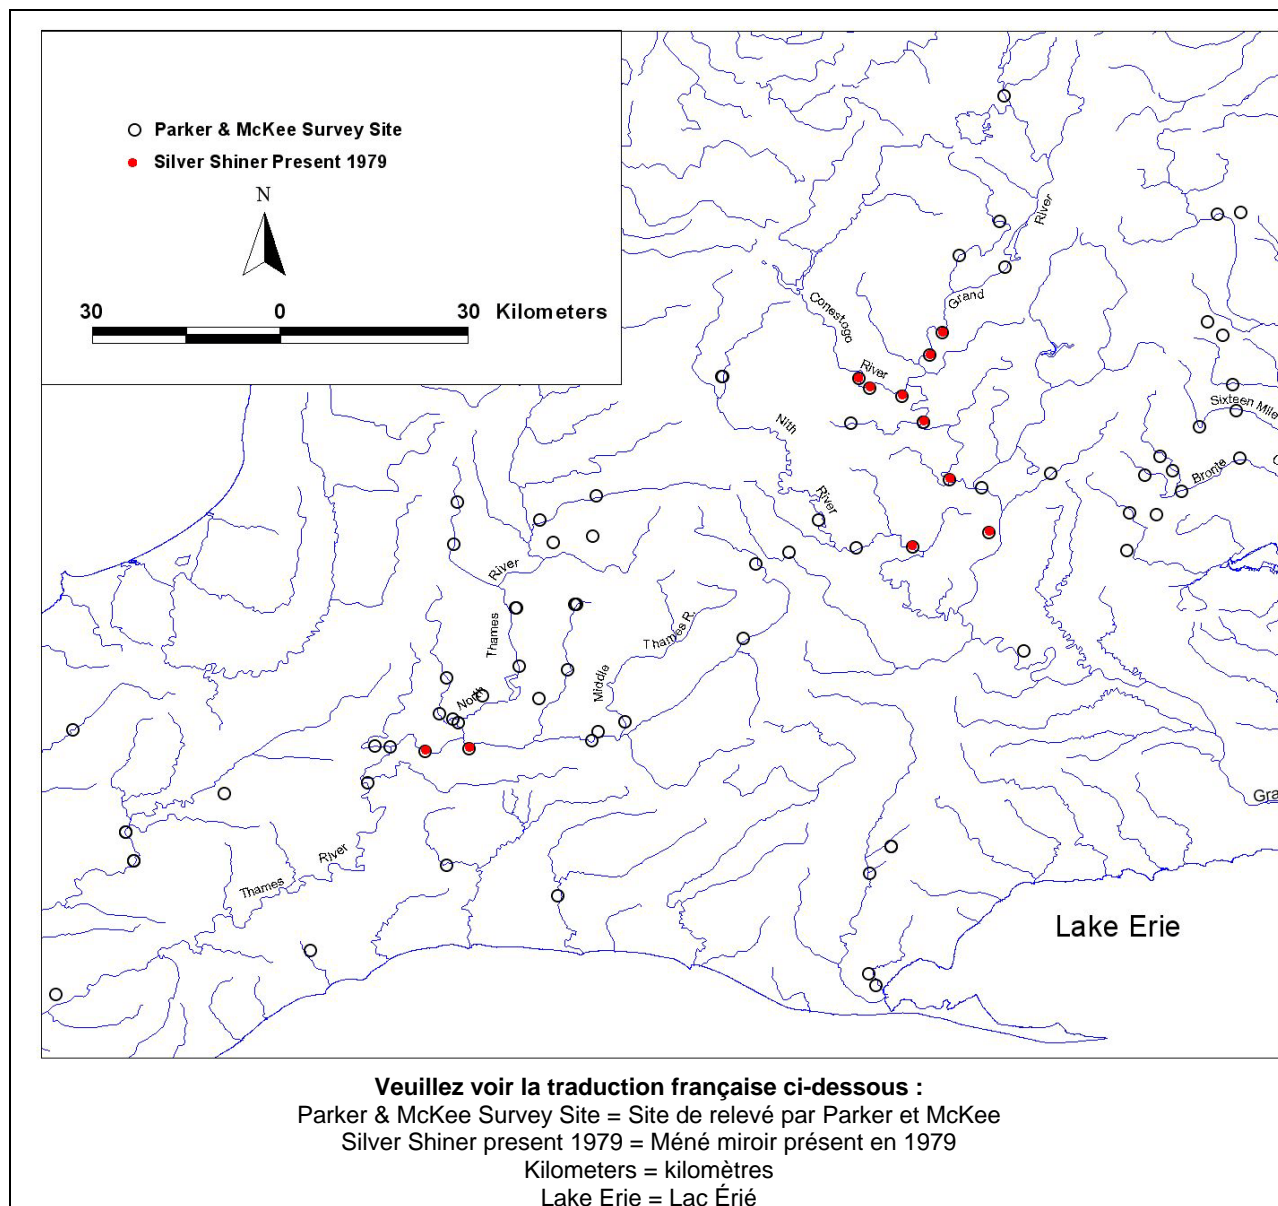 Parker & McKee Survey Site
Silver Shiner Present 1979
N
30 0 30 Kilometers
River
Grand
Conestogo
River
Sixteen Mile
Nith
Bronte
River
River
Thames
Thames R.
Middle
North
Gra
River
Thames
Lake Erie
Veuillez voir la traduction française ci-dessous :
Parker & McKee Survey Site = Site de relevé par Parker et McKee
Silver Shiner present 1979 = Méné miroir présent en 1979
Kilometers = kilomètres
Lake Erie = Lac Érié